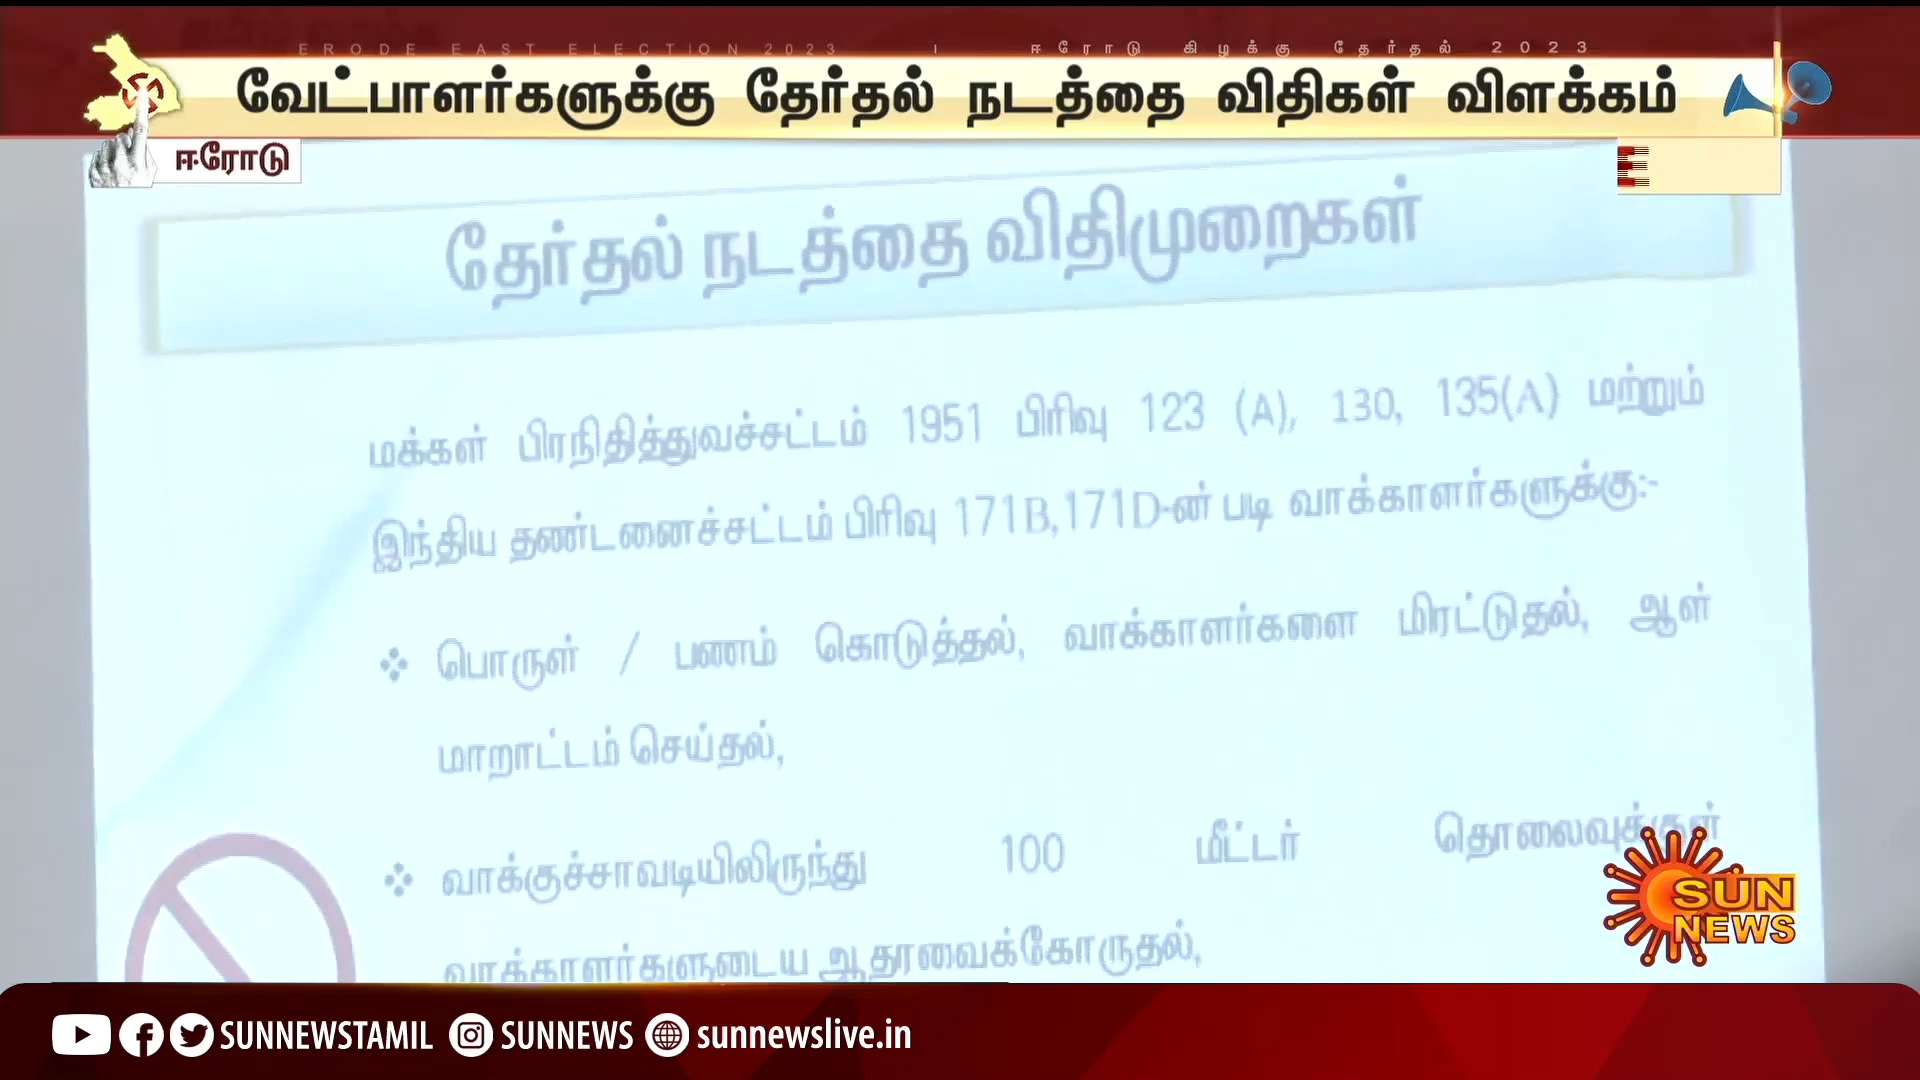 ERODE EAST ELECTION 2023 | ஈரோடு கிழக்கு தேர்தல் 2023
வேட்பாளர்களுக்கு தேர்தல் நடத்தை விதிகள் விளக்கம்
ஈரோடு
E
தேர்தல் நடத்தை விதிமுறைகள்
மக்கள் பிரநிதித்துவச்சட்டம் 1951 பிரிவு 123 (A), 130, 135(A) மற்றும்
இந்திய தண்டனைச்சட்டம் பிரிவு 171B,171D-ன் படி வாக்காளர்களுக்கு:-
❖ பொருள் / பணம் கொடுத்தல், வாக்காளர்களை மிரட்டுதல், ஆள்
மாறாட்டம் செய்தல்,
❖ வாக்குச்சாவடியிலிருந்து 100 மீட்டர் தொலைவுக்குள்
வாக்காளர்களுடைய ஆதரவைக்கோருதல்,
SUN
NEWS
SUNNEWSTAMIL SUNNEWS sunnewslive.in